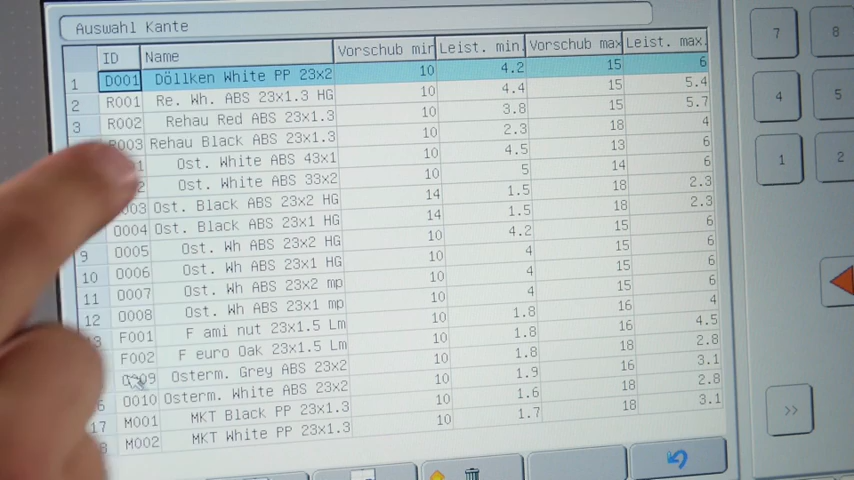 Auswahl Kante
ID Name Vorschub min Leist. min. Vorschub max Leist. max.
1 D001 Döllken White PP 23x2 10 4.2 15 6
2 R001 Re. Wh. ABS 23x1.3 HG 10 4.4 15 5.4
3 R002 Rehau Red ABS 23x1.3 10 3.8 15 5.7
R003 Rehau Black ABS 23x1.3 10 2.3 18 4
Ost. White ABS 43x1 10 4.5 13 6
Ost. White ABS 33x2 10 5 14 6
Ost. Black ABS 23x2 HG 14 1.5 18 2.3
O004 Ost. Black ABS 23x1 HG 14 1.5 18 2.3
9 O005 Ost. Wh ABS 23x2 HG 10 4.2 15 6
10 O006 Ost. Wh ABS 23x1 HG 10 4 15 6
11 O007 Ost. Wh ABS 23x2 mp 10 4 15 6
12 O008 Ost. Wh ABS 23x1 mp 10 4 15 6
F001 F ami nut 23x1.5 Lm 10 1.8 16 4
F002 F euro Oak 23x1.5 Lm 10 1.8 16 4.5
Osterm. Grey ABS 23x2 10 1.8 18 2.8
O010 Osterm. White ABS 23x2 10 1.9 16 3.1
17 M001 MKT Black PP 23x1.3 10 1.6 18 2.8
M002 MKT White PP 23x1.3 10 1.7 18 3.1
7 8
4 5
1 2
>>